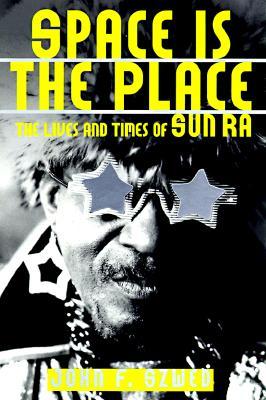 SPACE IS
THE PLACE
THE LIVES AND TIMES OF SUN RA
JOHN F. SZWED